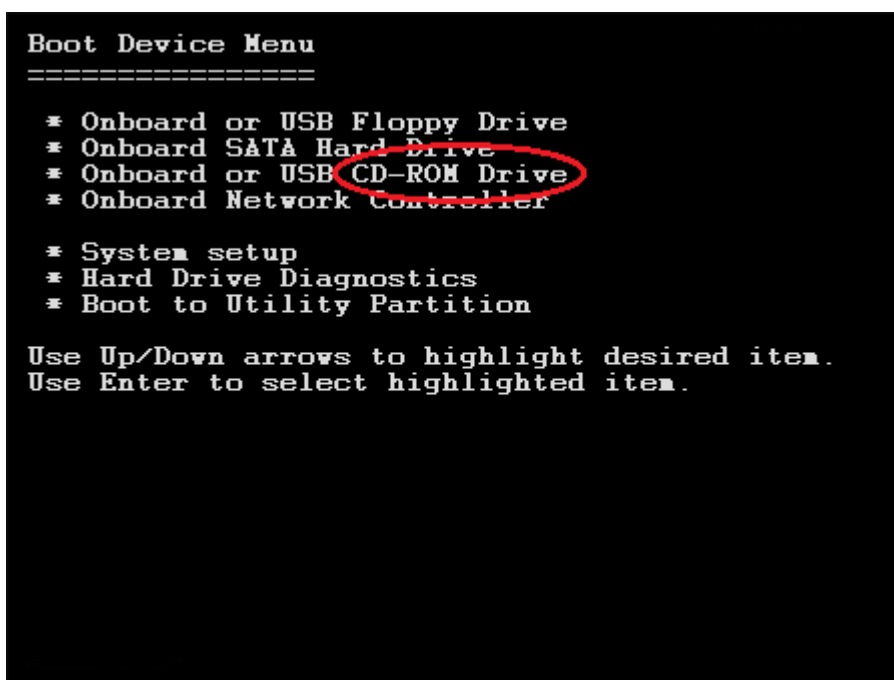 Boot Device Menu
================
* Onboard or USB Floppy Drive
* Onboard SATA Hard Drive
* Onboard or USB CD-ROM Drive
* Onboard Network Controller
* System setup
* Hard Drive Diagnostics
* Boot to Utility Partition
Use Up/Down arrows to highlight desired item.
Use Enter to select highlighted item.